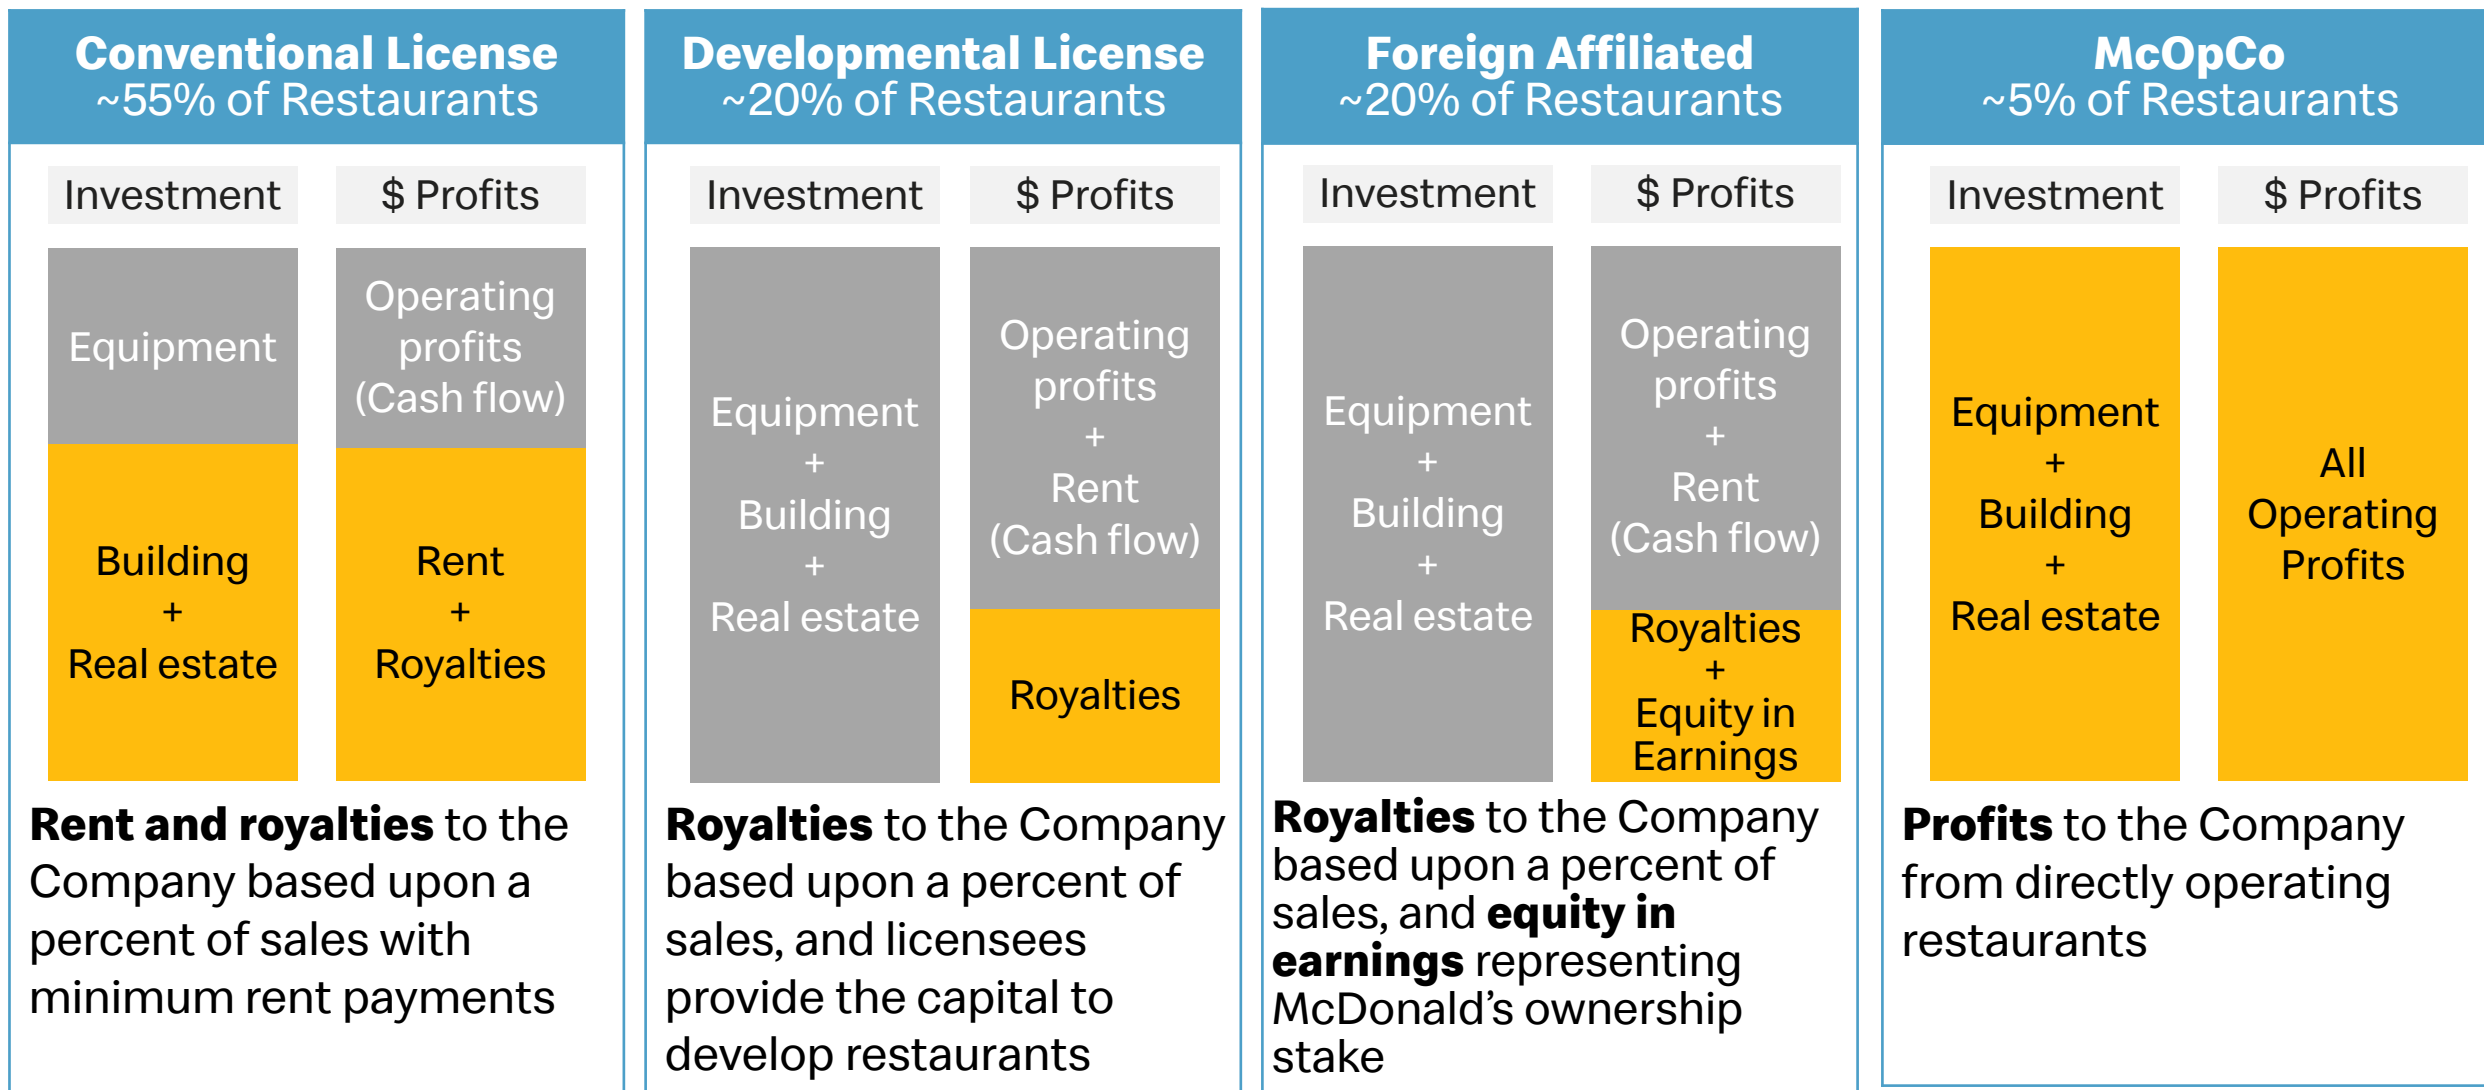 Conventional License
~55% of Restaurants
Investment
$ Profits
Equipment
Operating
profits
(Cash flow)
Building
+
Real estate
Rent
+
Royalties
Rent and royalties to the
Company based upon a
percent of sales with
minimum rent payments
Developmental License
~20% of Restaurants
Investment
$ Profits
Equipment
+
Building
+
Real estate
Operating
profits
+
Rent
(Cash flow)
Royalties
Royalties to the Company
based upon a percent of
sales, and licensees
provide the capital to
develop restaurants
Foreign Affiliated
~20% of Restaurants
Investment
$ Profits
Equipment
+
Building
+
Real estate
Operating
profits
+
Rent
(Cash flow)
Royalties
+
Equity in
Earnings
Royalties to the Company
based upon a percent of
sales, and equity in
earnings representing
McDonald’s ownership
stake
McOpCo
~5% of Restaurants
Investment
$ Profits
Equipment
+
Building
+
Real estate
All
Operating
Profits
Profits to the Company
from directly operating
restaurants